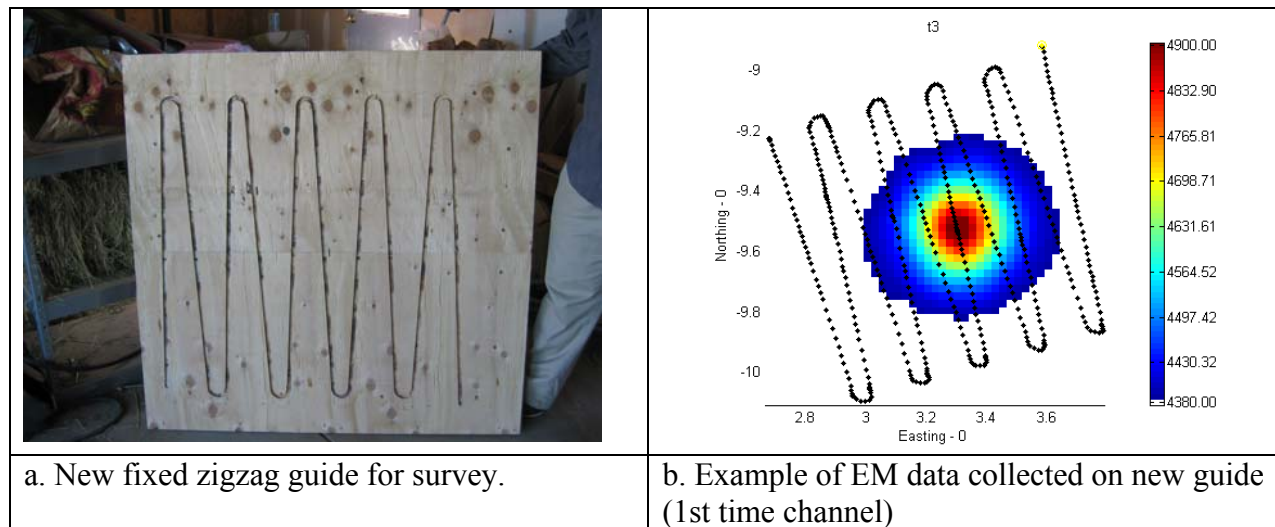 t3
4900.00
-9
4832.90
-9.2
4765.81
-9.4
4698.71
Northing - 0
4631.61
-9.6
4564.52
4497.42
-9.8
4430.32
-10
4380.00
2.8 3 3.2 3.4 3.6
Easting - 0
a. New fixed zigzag guide for survey.
b. Example of EM data collected on new guide
(1st time channel)